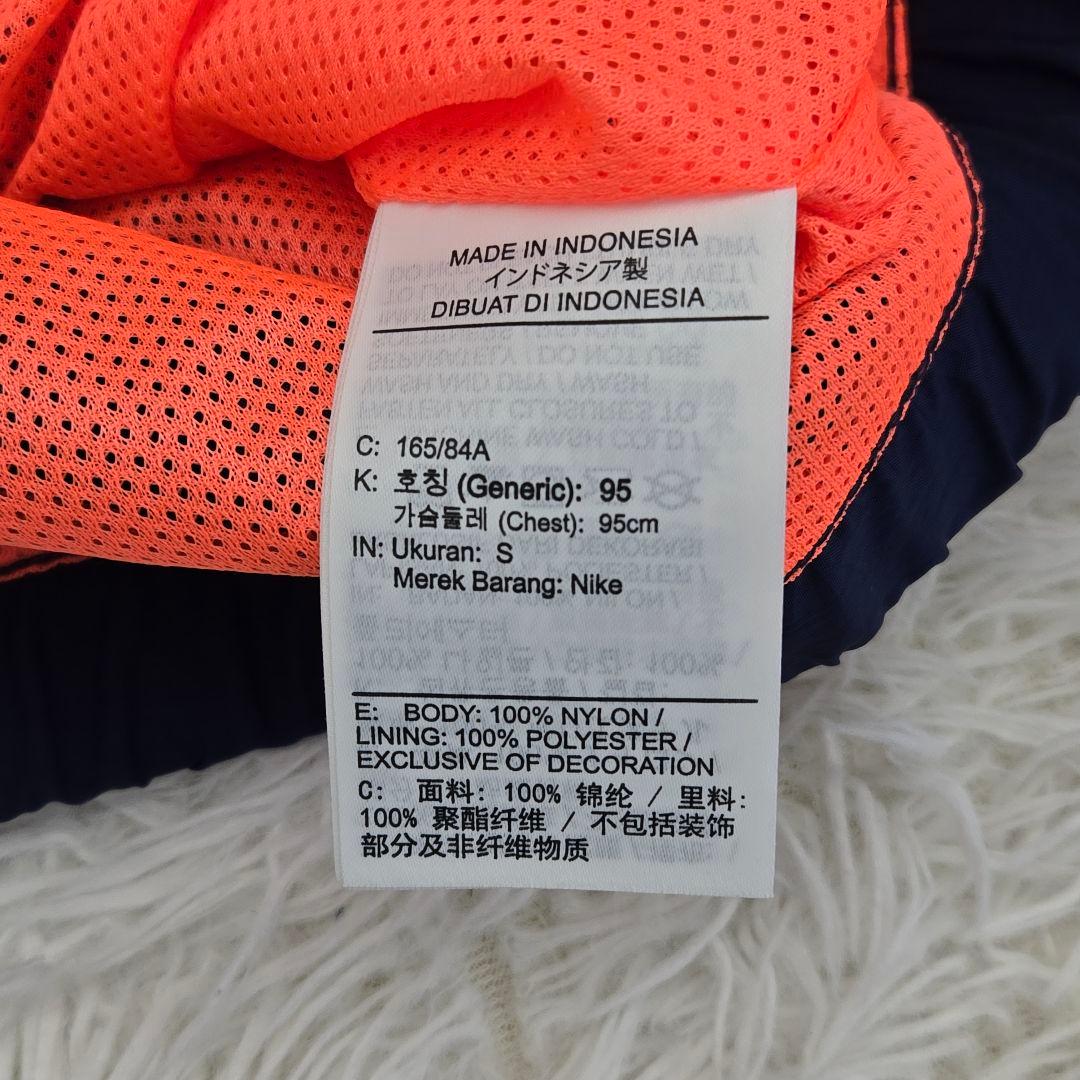 MADE IN INDONESIA
インドネシア製
DIBUAT DI INDONESIA
C: 165/84A
K: 호칭 (Generic): 95
가슴둘레 (Chest): 95cm
IN: Ukuran: S
Merek Barang: Nike
E: BODY: 100% NYLON /
LINING: 100% POLYESTER /
EXCLUSIVE OF DECORATION
C: 面料: 100% 锦纶 / 里料:
100% 聚酯纤维 / 不包括装饰
部分及非纤维物质